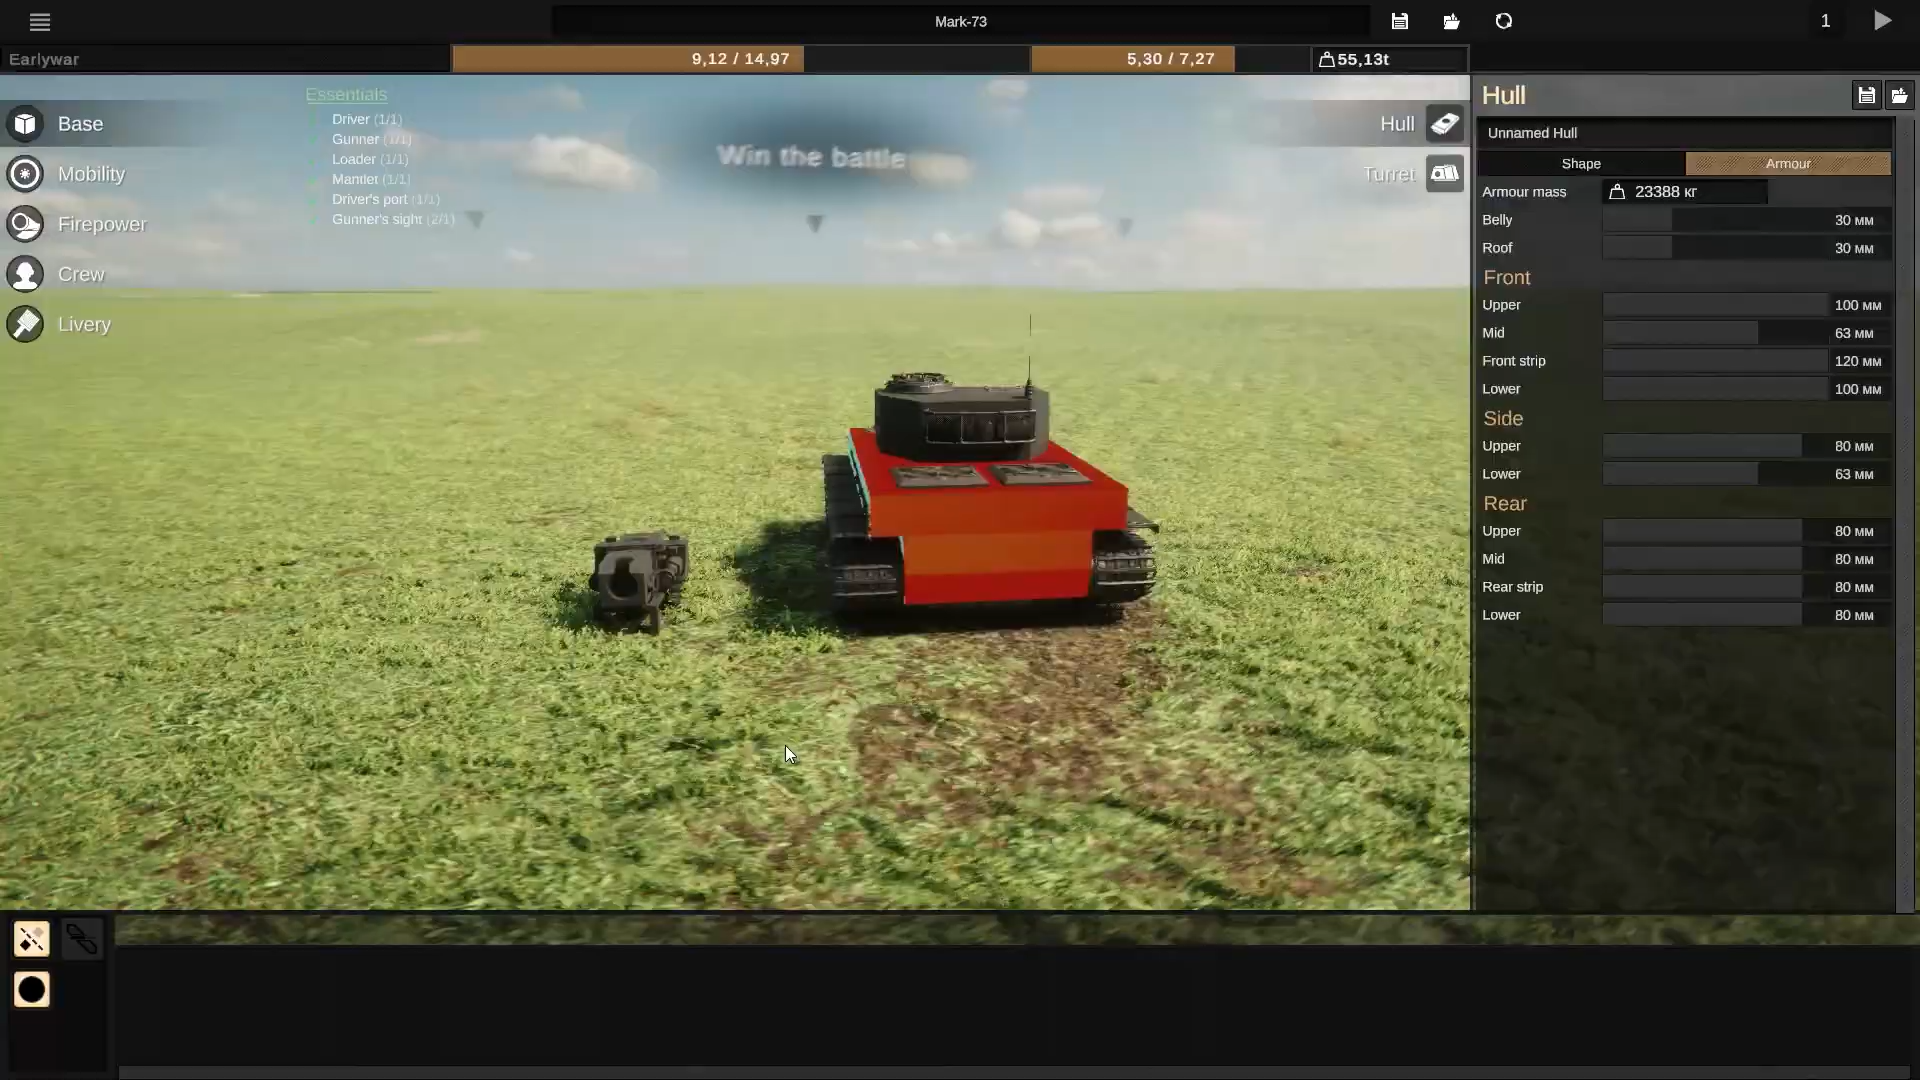 Mark-73
1
Earlywar
9,12 / 14,97
5,30 / 7,27
55,13t
Essentials
Driver (1/1)
Gunner (1/1)
Loader (1/1)
Mantlet (1/1)
Driver's port (1/1)
Gunner's sight (2/1)
Win the battle
Base
Mobility
Firepower
Crew
Livery
Hull
Turret
Hull
Unnamed Hull
Shape
Armour
Armour mass 23388 кг
Belly 30 мм
Roof 30 мм
Front
Upper 100 мм
Mid 63 мм
Front strip 120 мм
Lower 100 мм
Side
Upper 80 мм
Lower 63 мм
Rear
Upper 80 мм
Mid 80 мм
Rear strip 80 мм
Lower 80 мм